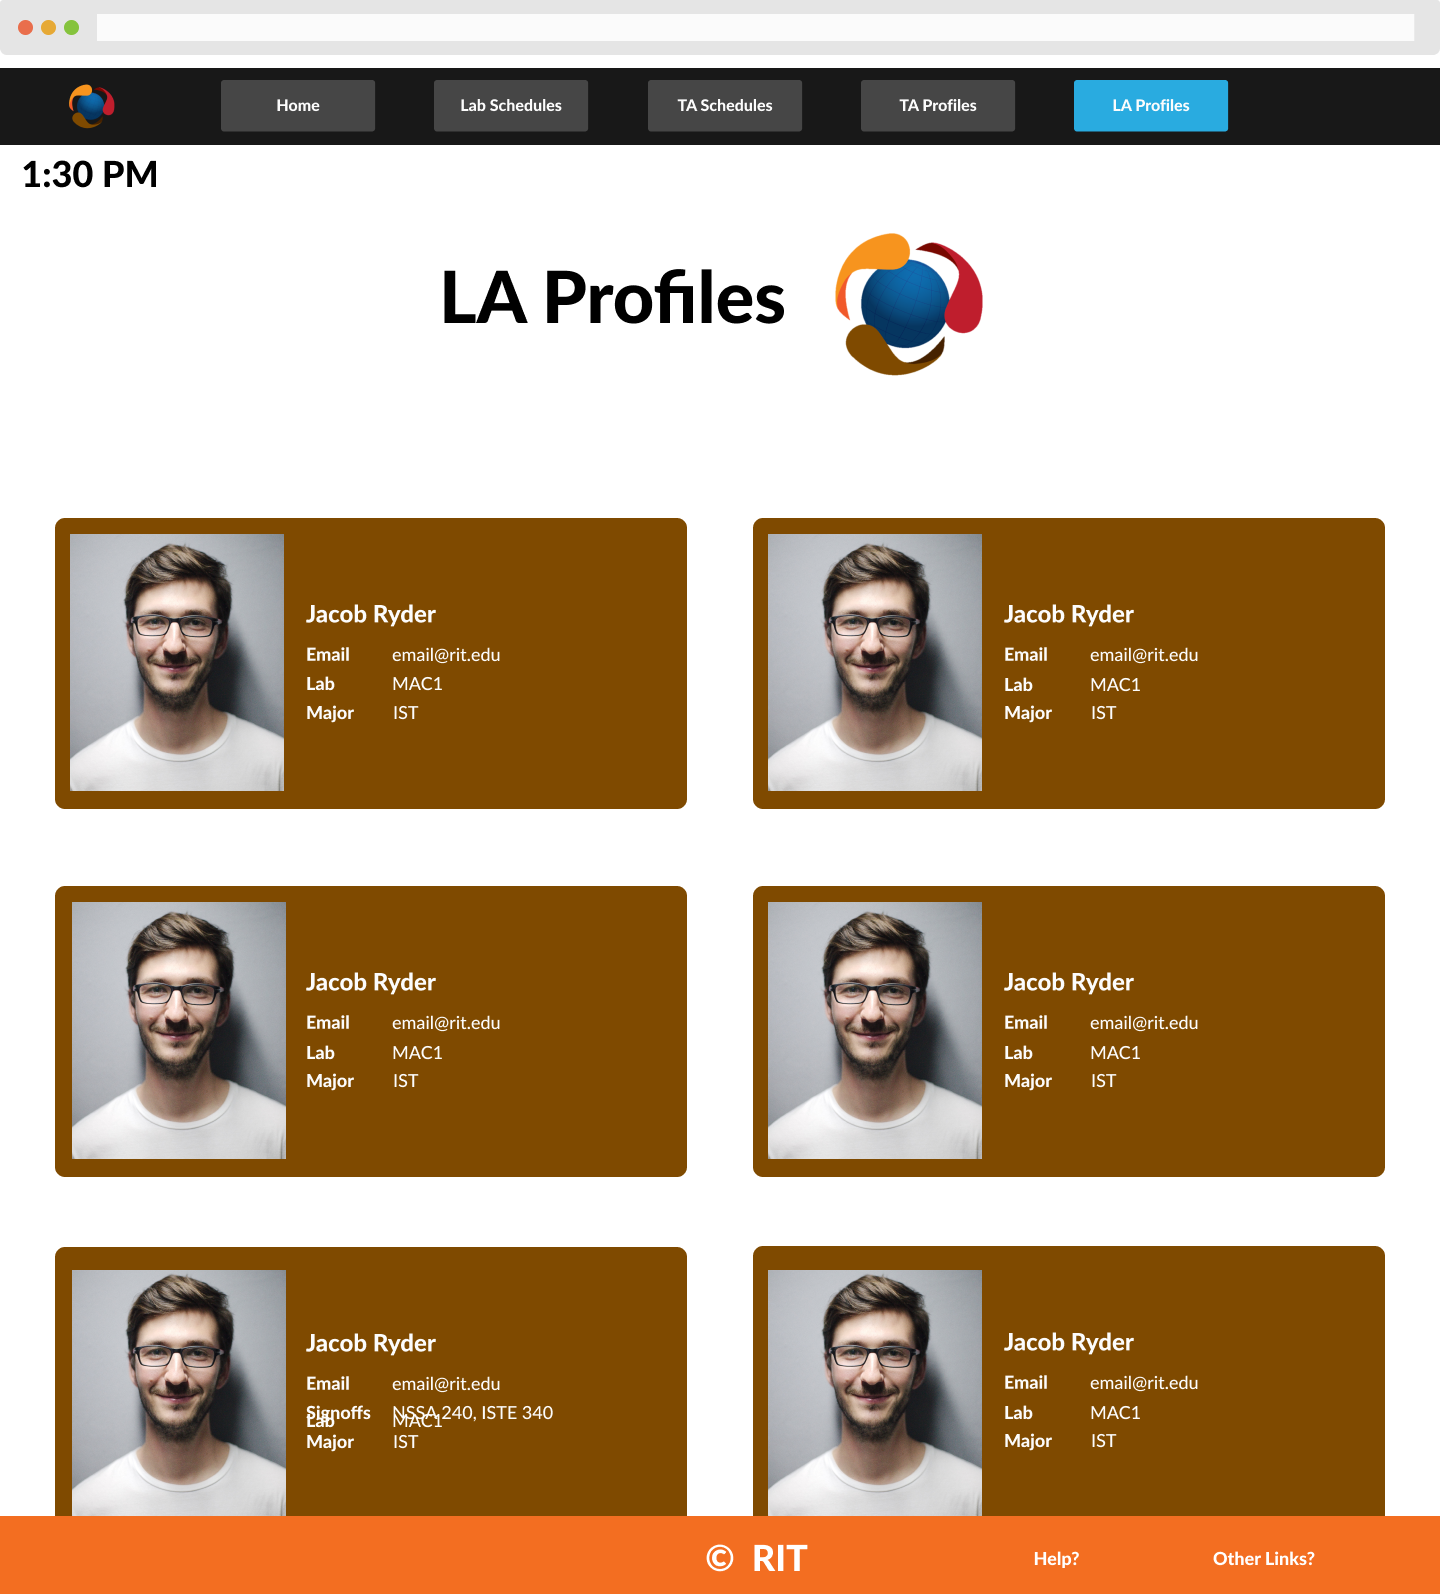 Home
Lab Schedules
TA Schedules
TA Profiles
LA Profiles
1:30 PM
LA Profiles
Jacob Ryder
Email email@rit.edu
Lab MAC1
Major IST
Jacob Ryder
Email email@rit.edu
Lab MAC1
Major IST
Jacob Ryder
Email email@rit.edu
Lab MAC1
Major IST
Jacob Ryder
Email email@rit.edu
Lab MAC1
Major IST
Jacob Ryder
Email email@rit.edu
Signoffs NSSA 240, ISTE 340
Lab MAC1
Major IST
Jacob Ryder
Email email@rit.edu
Lab MAC1
Major IST
© RIT
Help?
Other Links?